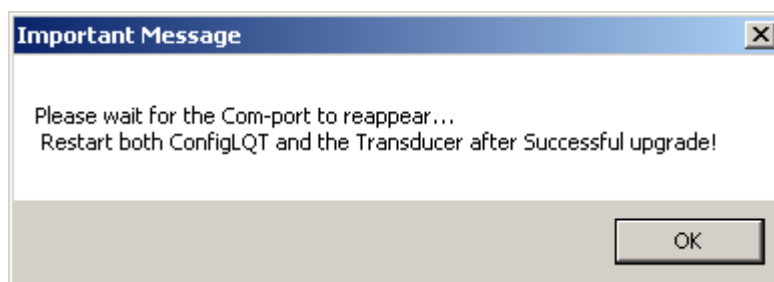 Important Message
Please wait for the Com-port to reappear...
Restart both ConfigLQT and the Transducer after Successful upgrade!
OK